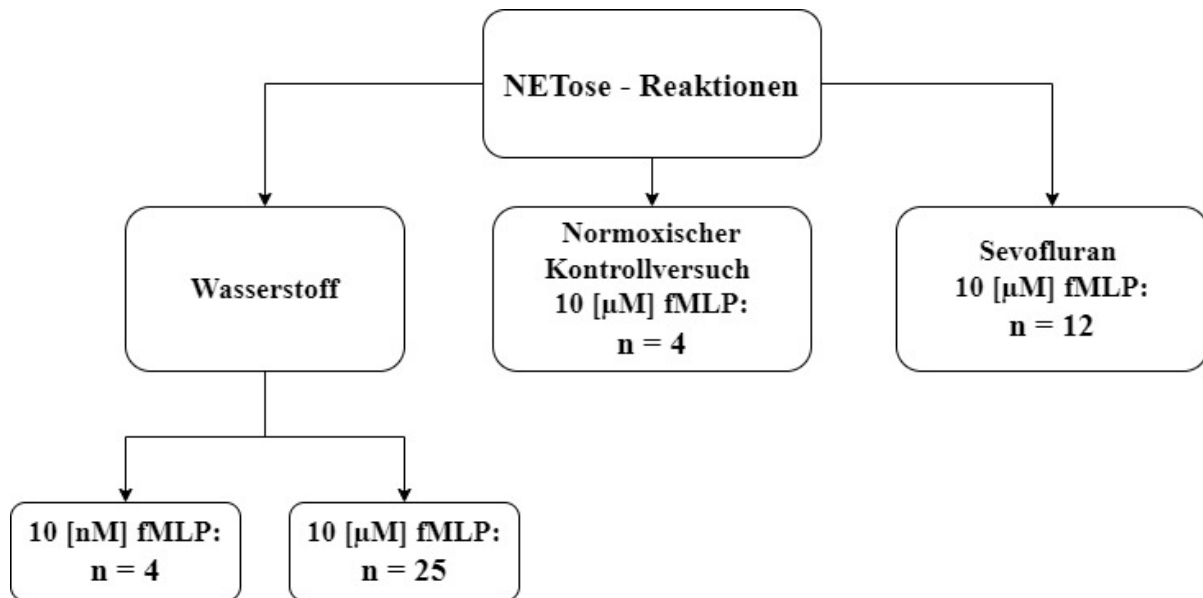 NETose - Reaktionen
Wasserstoff
Normoxischer
Kontrollversuch
10 [µM] fMLP:
n = 4
Sevofluran
10 [µM] fMLP:
n = 12
10 [nM] fMLP:
n = 4
10 [µM] fMLP:
n = 25